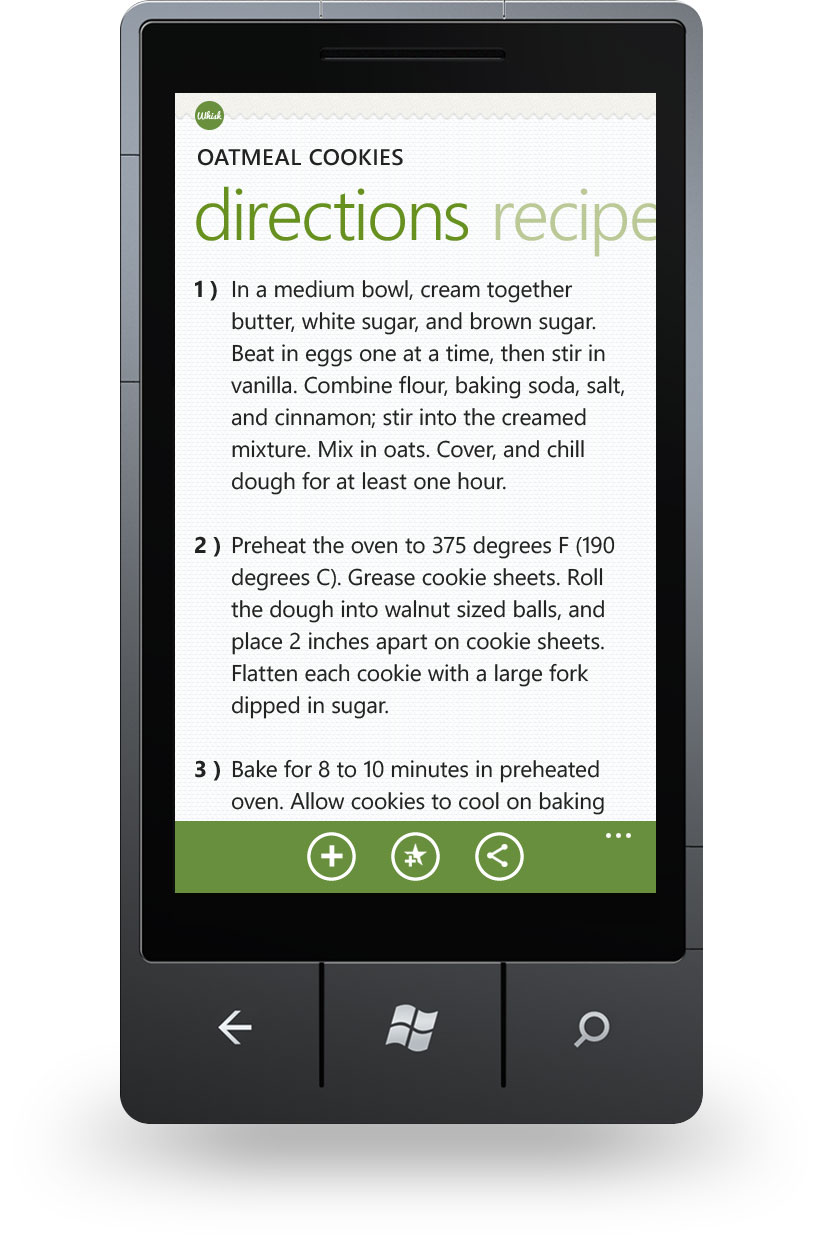 Whisk
OATMEAL COOKIES
directions recipe
1 ) In a medium bowl, cream together
butter, white sugar, and brown sugar.
Beat in eggs one at a time, then stir in
vanilla. Combine flour, baking soda, salt,
and cinnamon; stir into the creamed
mixture. Mix in oats. Cover, and chill
dough for at least one hour.
2 ) Preheat the oven to 375 degrees F (190
degrees C). Grease cookie sheets. Roll
the dough into walnut sized balls, and
place 2 inches apart on cookie sheets.
Flatten each cookie with a large fork
dipped in sugar.
3 ) Bake for 8 to 10 minutes in preheated
oven. Allow cookies to cool on baking